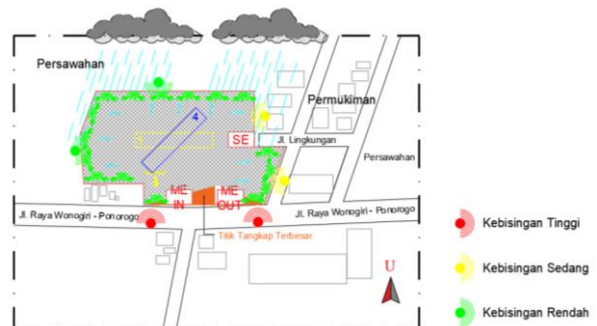 Persawahan
Permukiman
4
SE
Jl. Lingkungan
Persawahan
ME
IN
ME
OUT
Jl. Raya Wonogiri - Ponorogo
Jl. Raya Wonogiri - Ponorogo
Titik Tangkap Terbesar
U
Kebisingan Tinggi
Kebisingan Sedang
Kebisingan Rendah